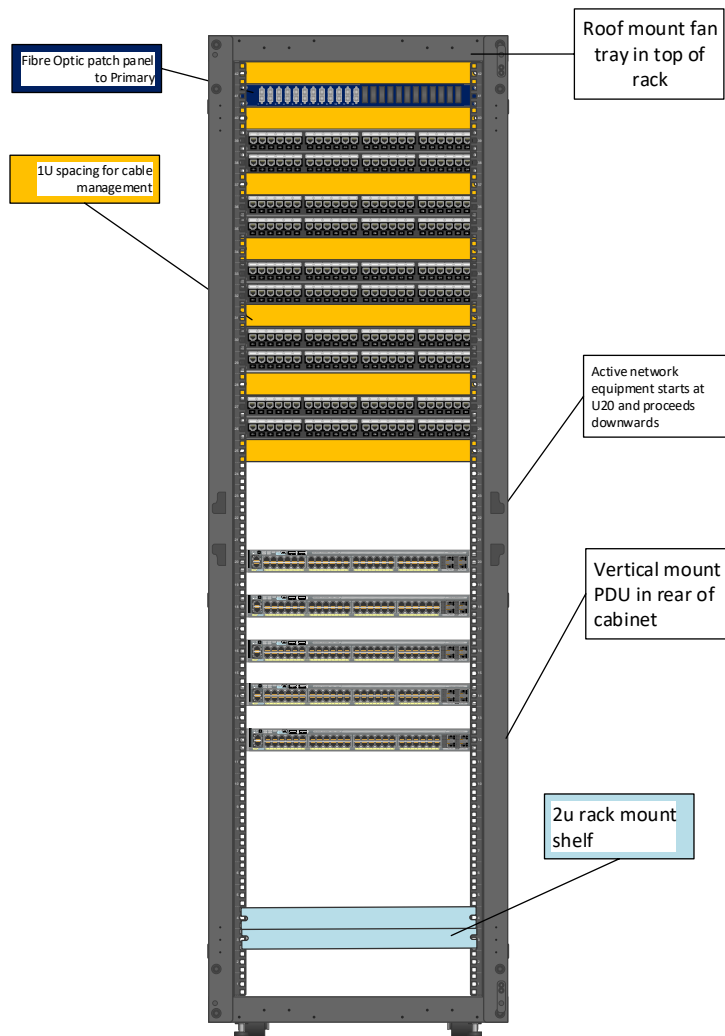 Fibre Optic patch panel
to Primary
Roof mount fan
tray in top of
rack
1U spacing for cable
management
Active network
equipment starts at
U20 and proceeds
downwards
Vertical mount
PDU in rear of
cabinet
2u rack mount
shelf